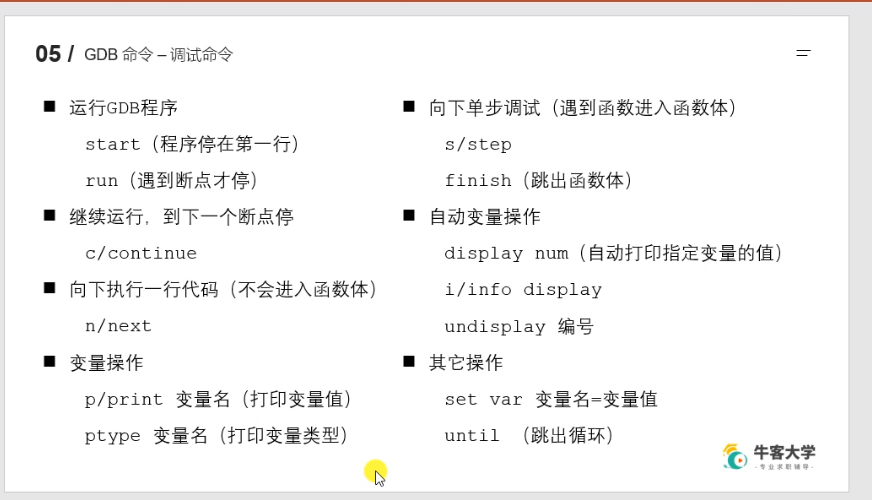 05 / GDB 命令 – 调试命令
■ 运行GDB程序
start（程序停在第一行）
run（遇到断点才停）
■ 继续运行，到下一个断点停
c/continue
■ 向下执行一行代码（不会进入函数体）
n/next
■ 变量操作
p/print 变量名（打印变量值）
ptype 变量名（打印变量类型）
■ 向下单步调试（遇到函数进入函数体）
s/step
finish（跳出函数体）
■ 自动变量操作
display num（自动打印指定变量的值）
i/info display
undisplay 编号
■ 其它操作
set var 变量名=变量值
until （跳出循环）
牛客大学
·专业求职辅导·